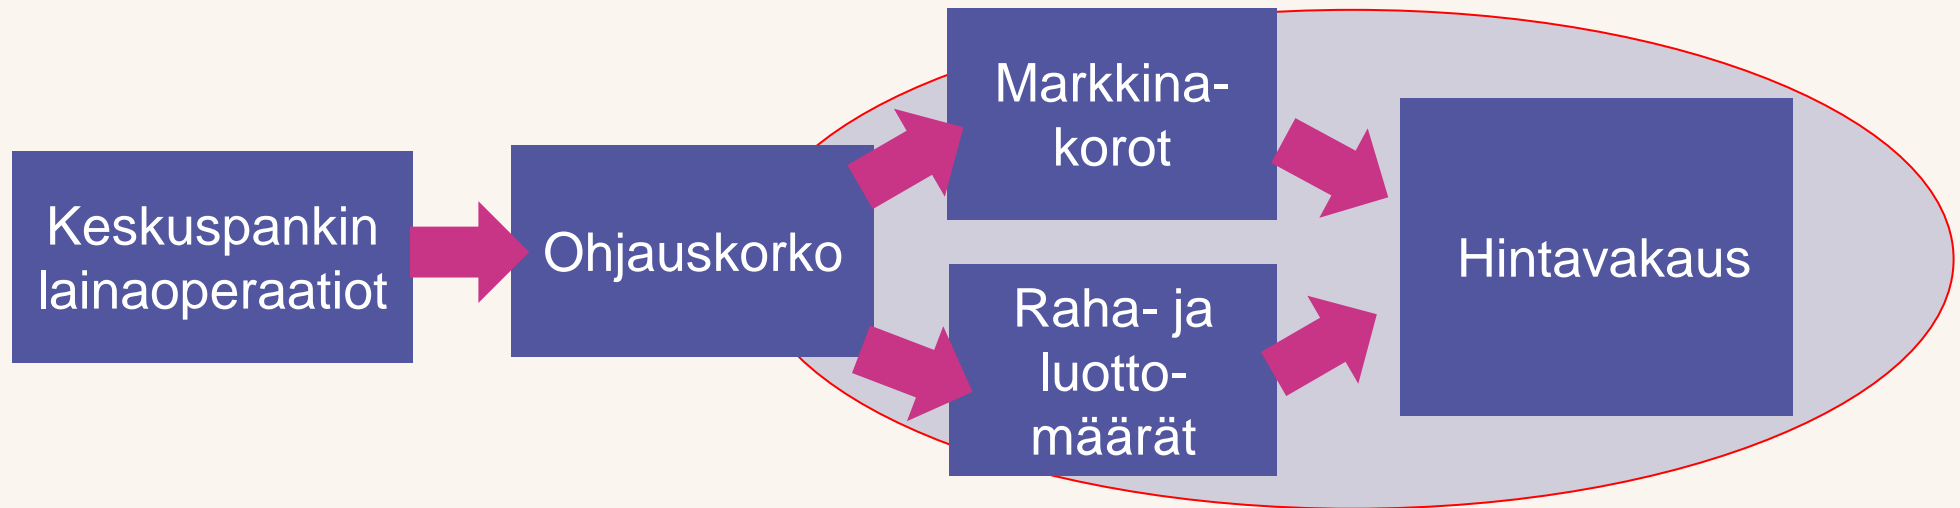 Keskuspankin
lainaoperaatiot
Ohjauskorko
Markkina-
korot
Raha- ja
luotto-
määrät
Hintavakaus